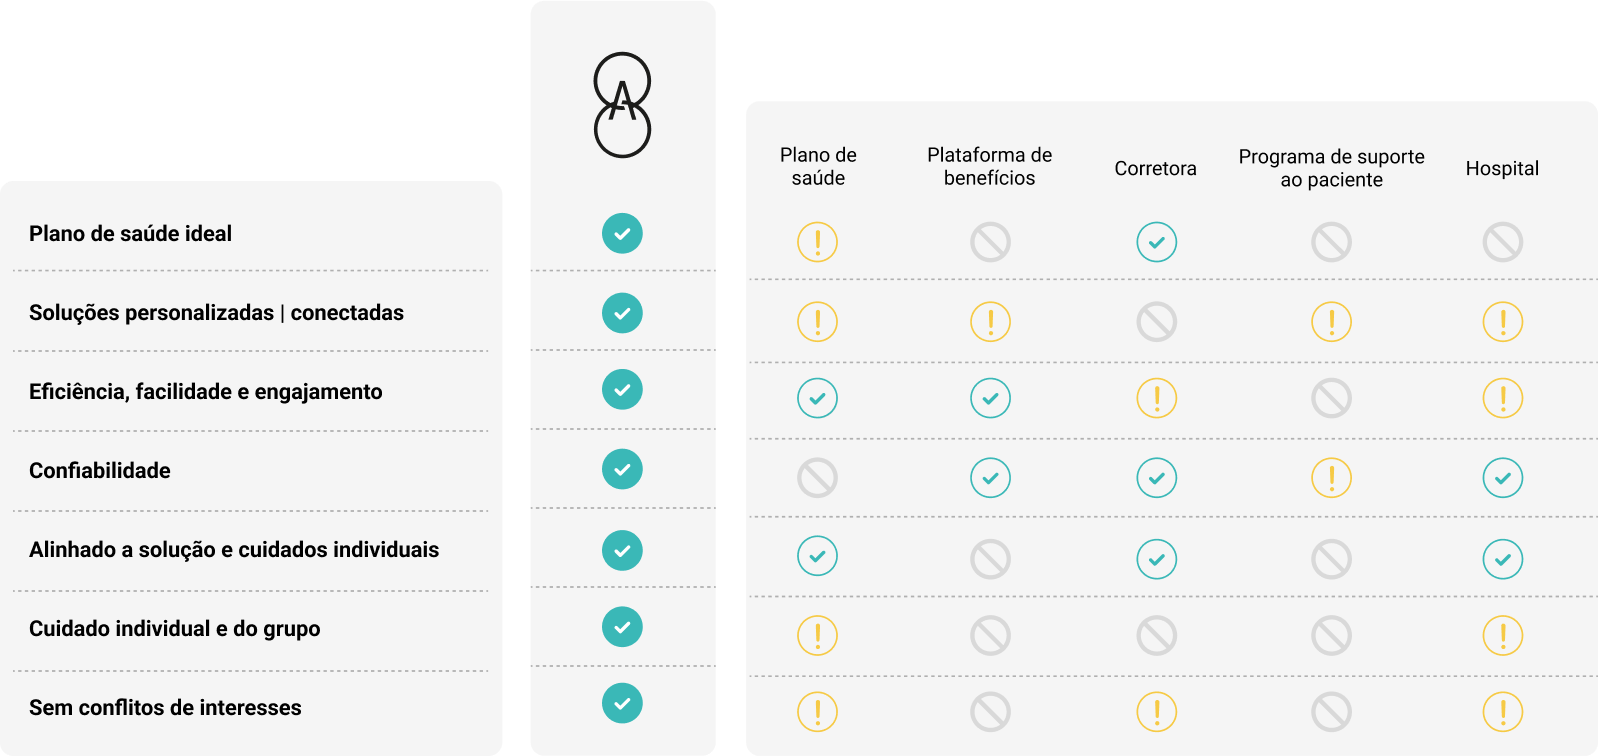 A
Plano de
saúde
Plataforma de
benefícios
Corretora
Programa de suporte
ao paciente
Hospital
Plano de saúde ideal
Soluções personalizadas | conectadas
Eficiência, facilidade e engajamento
Confiabilidade
Alinhado a solução e cuidados individuais
Cuidado individual e do grupo
Sem conflitos de interesses